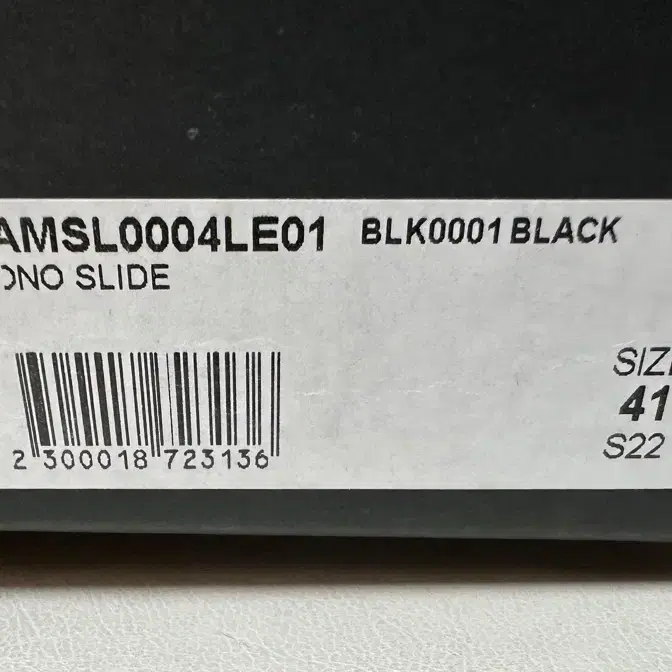 AMSL0004LE01 BLK0001 BLACK
ONO SLIDE
SIZ
41
S22
2 300018 723136